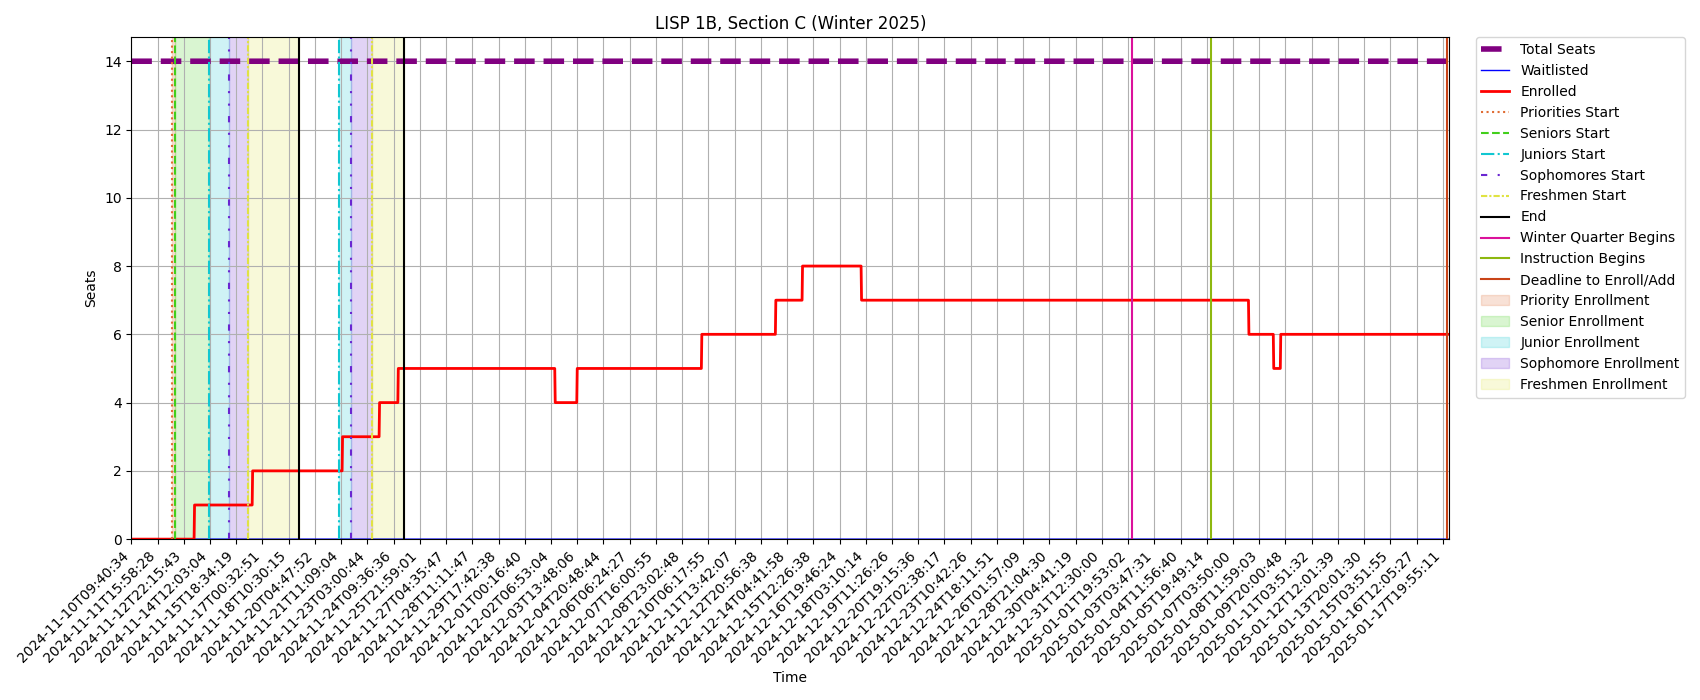 LISP 1B, Section C (Winter 2025)
Seats
14
12
10
8
6
4
2
0
2024-11-10T09:40:34
2024-11-11T15:58:28
2024-11-12T22:15:43
2024-11-14T12:03:04
2024-11-15T18:34:19
2024-11-17T00:32:51
2024-11-18T10:30:15
2024-11-20T04:47:52
2024-11-21T11:09:04
2024-11-23T03:00:44
2024-11-24T09:36:36
2024-11-25T21:59:01
2024-11-27T04:35:47
2024-11-28T11:11:47
2024-11-29T17:42:38
2024-12-01T00:16:40
2024-12-02T06:53:04
2024-12-03T13:48:06
2024-12-04T20:48:44
2024-12-06T06:24:27
2024-12-07T16:00:55
2024-12-08T23:02:48
2024-12-10T06:17:55
2024-12-11T13:42:07
2024-12-12T20:56:38
2024-12-14T04:41:58
2024-12-15T12:26:38
2024-12-16T19:46:24
2024-12-18T03:10:14
2024-12-19T11:26:26
2024-12-20T19:15:36
2024-12-22T02:38:17
2024-12-23T10:42:26
2024-12-24T18:11:51
2024-12-26T01:57:09
2024-12-28T21:04:30
2024-12-30T04:41:19
2024-12-31T12:30:00
2025-01-01T19:53:02
2025-01-03T03:47:31
2025-01-04T11:56:40
2025-01-05T19:49:14
2025-01-07T03:50:00
2025-01-08T11:59:03
2025-01-09T20:00:48
2025-01-11T03:51:32
2025-01-12T12:01:39
2025-01-13T20:01:30
2025-01-15T03:51:55
2025-01-16T12:05:27
2025-01-17T19:55:11
Time
Total Seats
Waitlisted
Enrolled
Priorities Start
Seniors Start
Juniors Start
Sophomores Start
Freshmen Start
End
Winter Quarter Begins
Instruction Begins
Deadline to Enroll/Add
Priority Enrollment
Senior Enrollment
Junior Enrollment
Sophomore Enrollment
Freshmen Enrollment